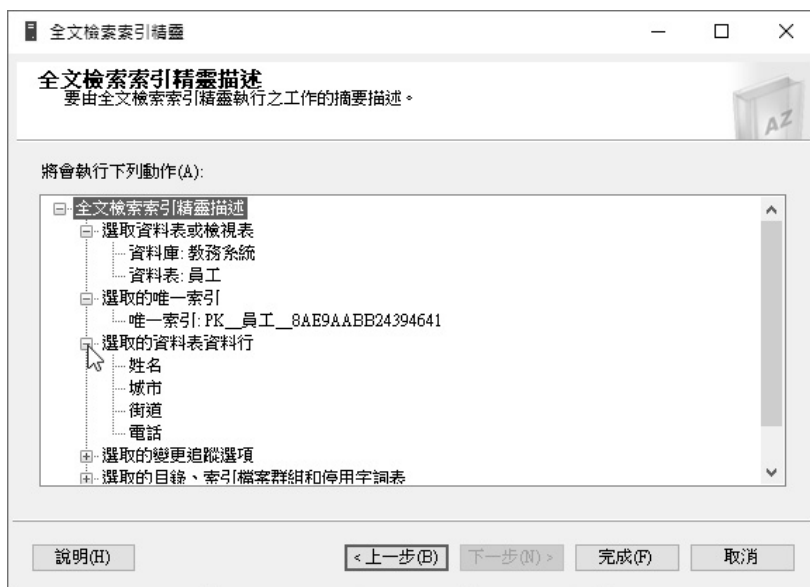 全文檢索索引精靈
全文檢索索引精靈描述
要由全文檢索索引精靈執行之工作的摘要描述。
AZ
將會執行下列動作(A):
全文檢索索引精靈描述
選取資料表或檢視表
資料庫: 教務系統
資料表: 員工
選取的唯一索引
唯一索引: PK__員工__8AE9AABB24394641
選取的資料表資料行
姓名
城市
街道
電話
選取的變更追蹤選項
選取的目錄、索引檔案群組和停用字詞表
說明(H)
< 上一步(B)
下一步(N) >
完成(F)
取消